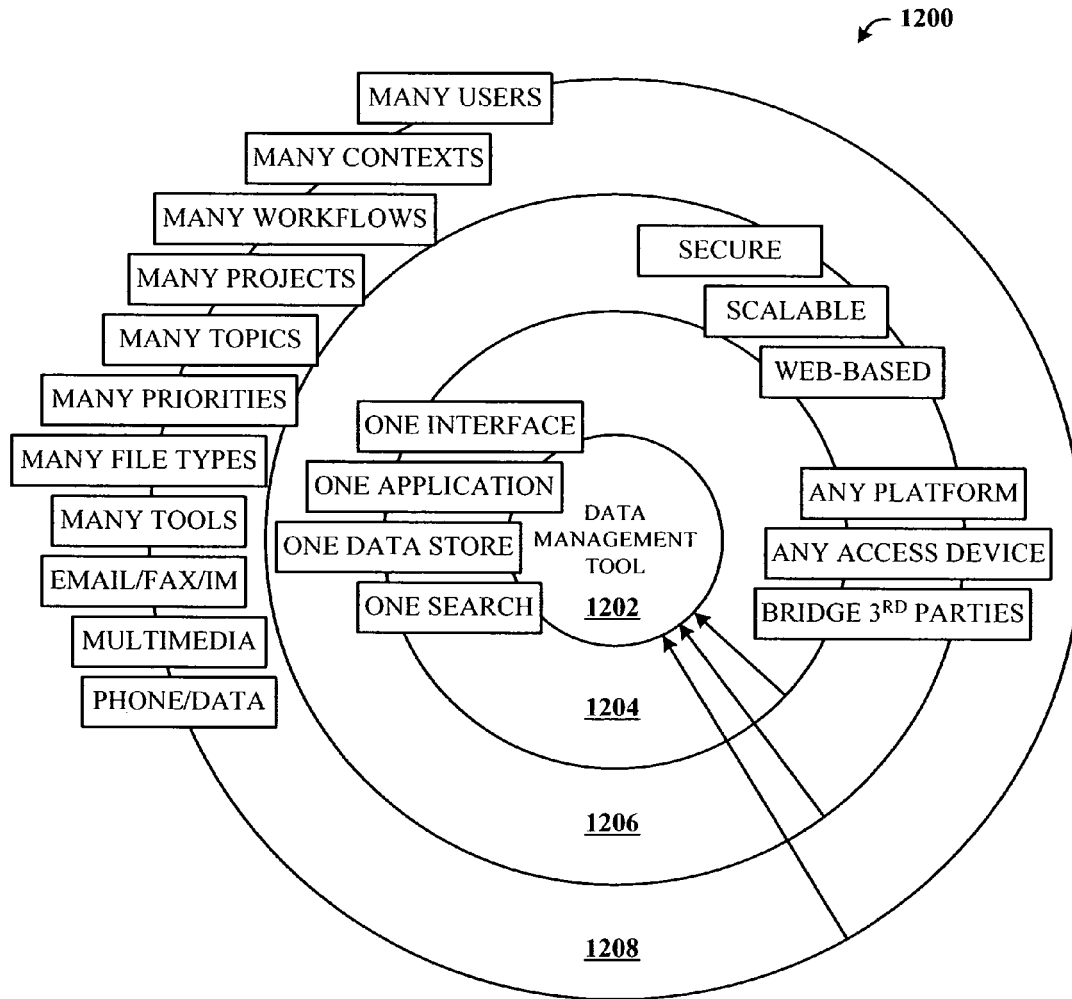 1200
MANY USERS
MANY CONTEXTS
MANY WORKFLOWS
MANY PROJECTS
MANY TOPICS
MANY PRIORITIES
MANY FILE TYPES
MANY TOOLS
EMAIL/FAX/IM
MULTIMEDIA
PHONE/DATA
SECURE
SCALABLE
WEB-BASED
ONE INTERFACE
ONE APPLICATION
ONE DATA STORE
ONE SEARCH
DATA
MANAGEMENT
TOOL
1202
ANY PLATFORM
ANY ACCESS DEVICE
BRIDGE 3RD PARTIES
1204
1206
1208